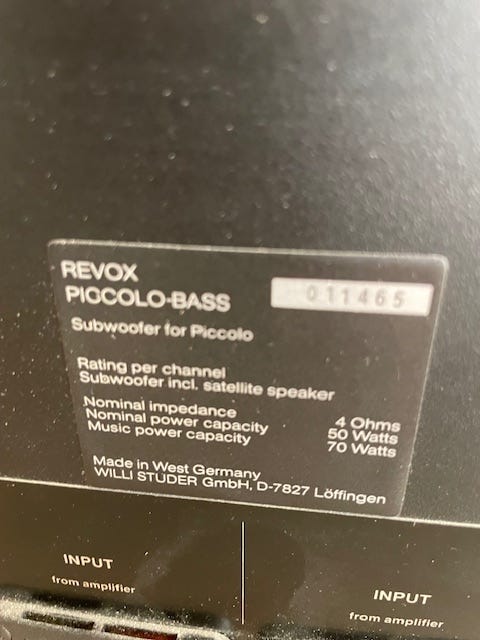 REVOX
PICCOLO-BASS
011465
Subwoofer for Piccolo
Rating per channel
Subwoofer incl. satellite speaker
Nominal impedance 4 Ohms
Nominal power capacity 50 Watts
Music power capacity 70 Watts
Made in West Germany
WILLI STUDER GmbH, D-7827 Löffingen
INPUT
from amplifier
INPUT
from amplifier